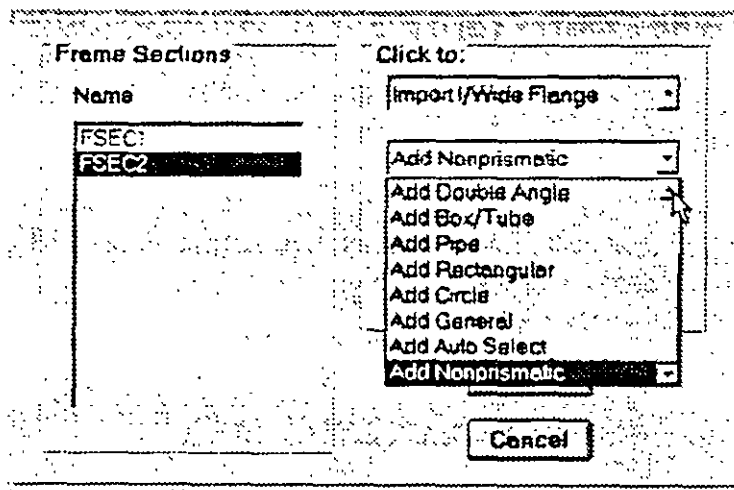 Frame Sections
Name
FSEC1
FSEC2
Click to:
Import I/Wide Flange
Add Nonprismatic
Add Double Angle
Add Box/Tube
Add Pipe
Add Rectangular
Add Circle
Add General
Add Auto Select
Add Nonprismatic
Cancel